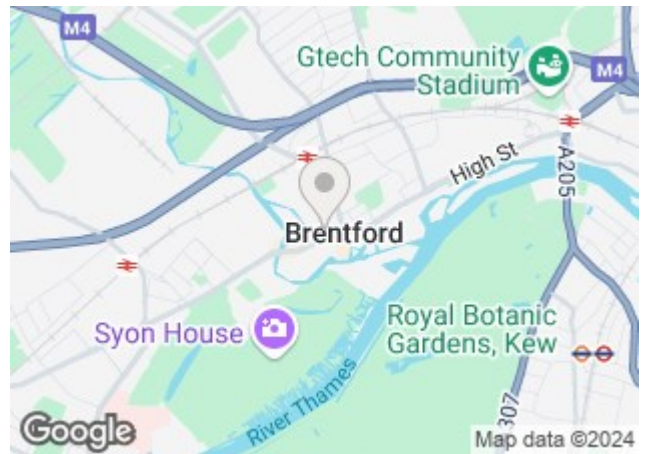 M4
Gtech Community
Stadium
M4
High St
A205
Brentford
Syon House
Royal Botanic
Gardens, Kew
River Thames
307
Google
Map data ©2024